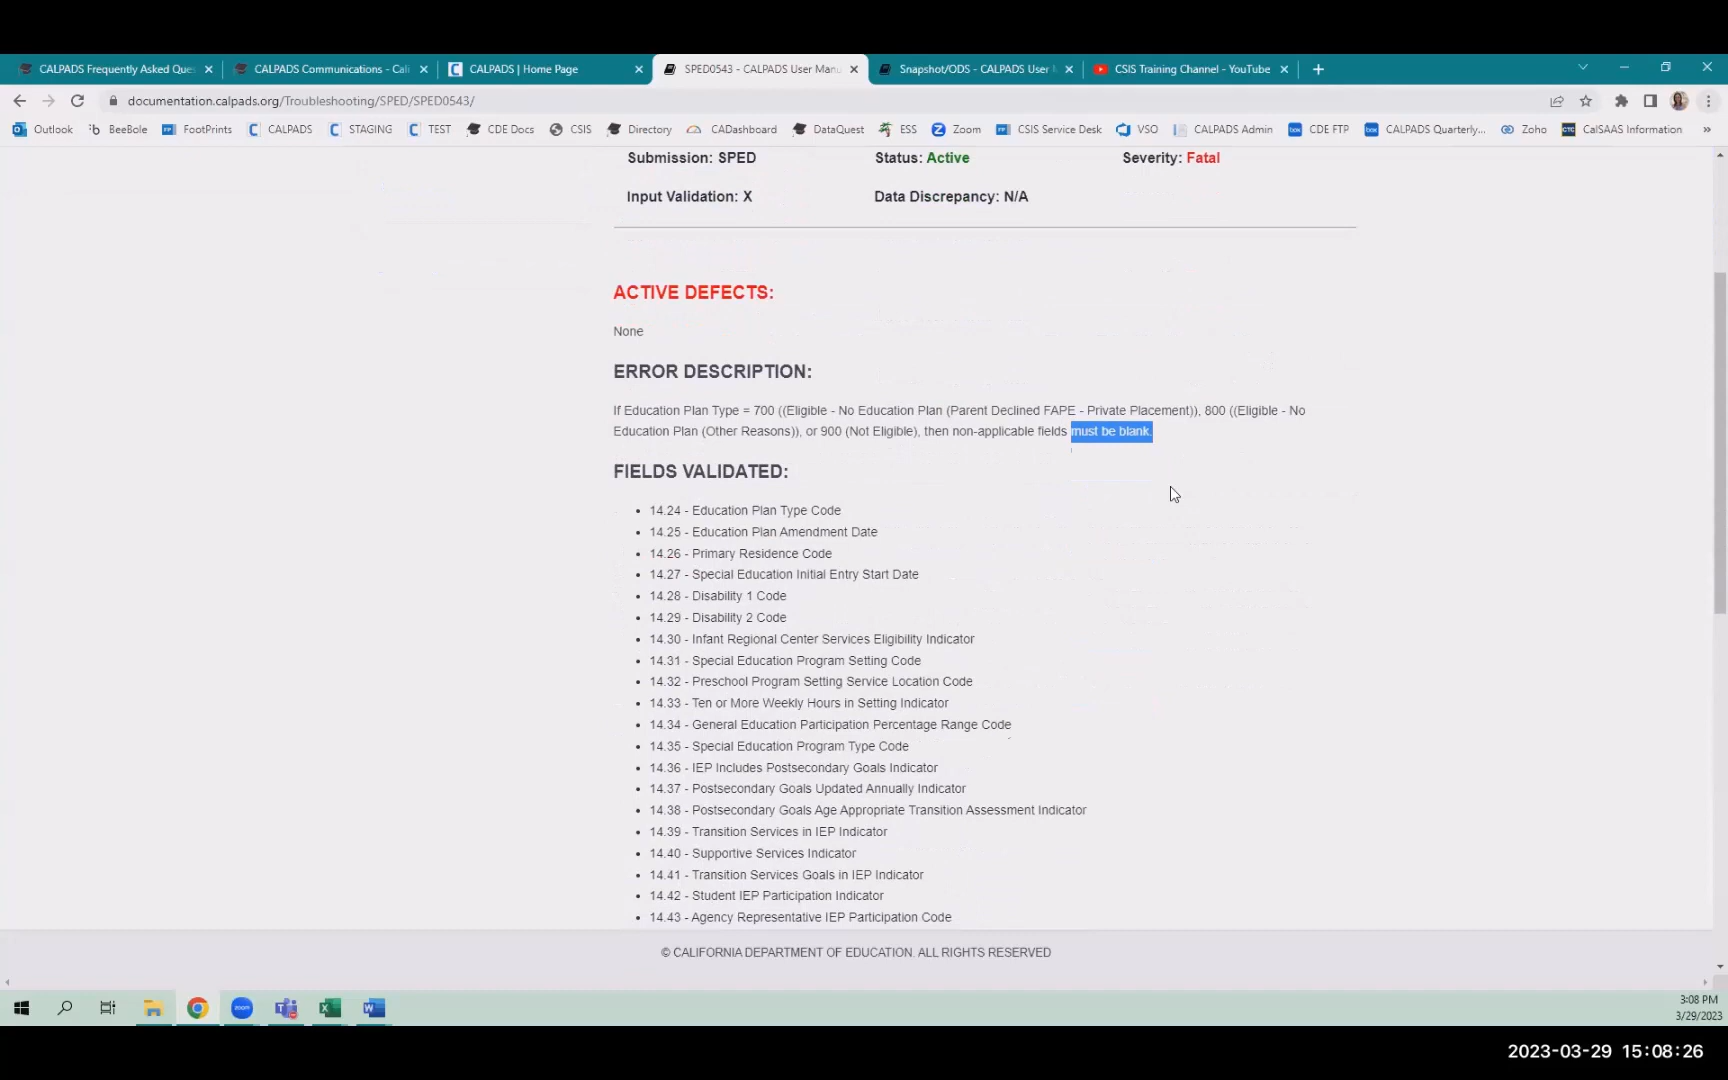 CALPADS Frequently Asked Ques
CALPADS Communications - Cali
CALPADS | Home Page
SPED0543 - CALPADS User Manu
Snapshot/ODS - CALPADS User M
CSIS Training Channel - YouTube
documentation.calpads.org/Troubleshooting/SPED/SPED0543/
Outlook BeeBole FootPrints CALPADS STAGING TEST CDE Docs CSIS Directory CADashboard DataQuest ESS Zoom CSIS Service Desk VSO CALPADS Admin CDE FTP CALPADS Quarterly... Zoho CalSAAS Information »
Submission: SPED Status: Active Severity: Fatal
Input Validation: X Data Discrepancy: N/A
ACTIVE DEFECTS:
None
ERROR DESCRIPTION:
If Education Plan Type = 700 ((Eligible - No Education Plan (Parent Declined FAPE - Private Placement)), 800 ((Eligible - No
Education Plan (Other Reasons)), or 900 (Not Eligible), then non-applicable fields must be blank.
FIELDS VALIDATED:
• 14.24 - Education Plan Type Code
• 14.25 - Education Plan Amendment Date
• 14.26 - Primary Residence Code
• 14.27 - Special Education Initial Entry Start Date
• 14.28 - Disability 1 Code
• 14.29 - Disability 2 Code
• 14.30 - Infant Regional Center Services Eligibility Indicator
• 14.31 - Special Education Program Setting Code
• 14.32 - Preschool Program Setting Service Location Code
• 14.33 - Ten or More Weekly Hours in Setting Indicator
• 14.34 - General Education Participation Percentage Range Code
• 14.35 - Special Education Program Type Code
• 14.36 - IEP Includes Postsecondary Goals Indicator
• 14.37 - Postsecondary Goals Updated Annually Indicator
• 14.38 - Postsecondary Goals Age Appropriate Transition Assessment Indicator
• 14.39 - Transition Services in IEP Indicator
• 14.40 - Supportive Services Indicator
• 14.41 - Transition Services Goals in IEP Indicator
• 14.42 - Student IEP Participation Indicator
• 14.43 - Agency Representative IEP Participation Code
© CALIFORNIA DEPARTMENT OF EDUCATION. ALL RIGHTS RESERVED
3:08 PM
3/29/2023
2023-03-29 15:08:26